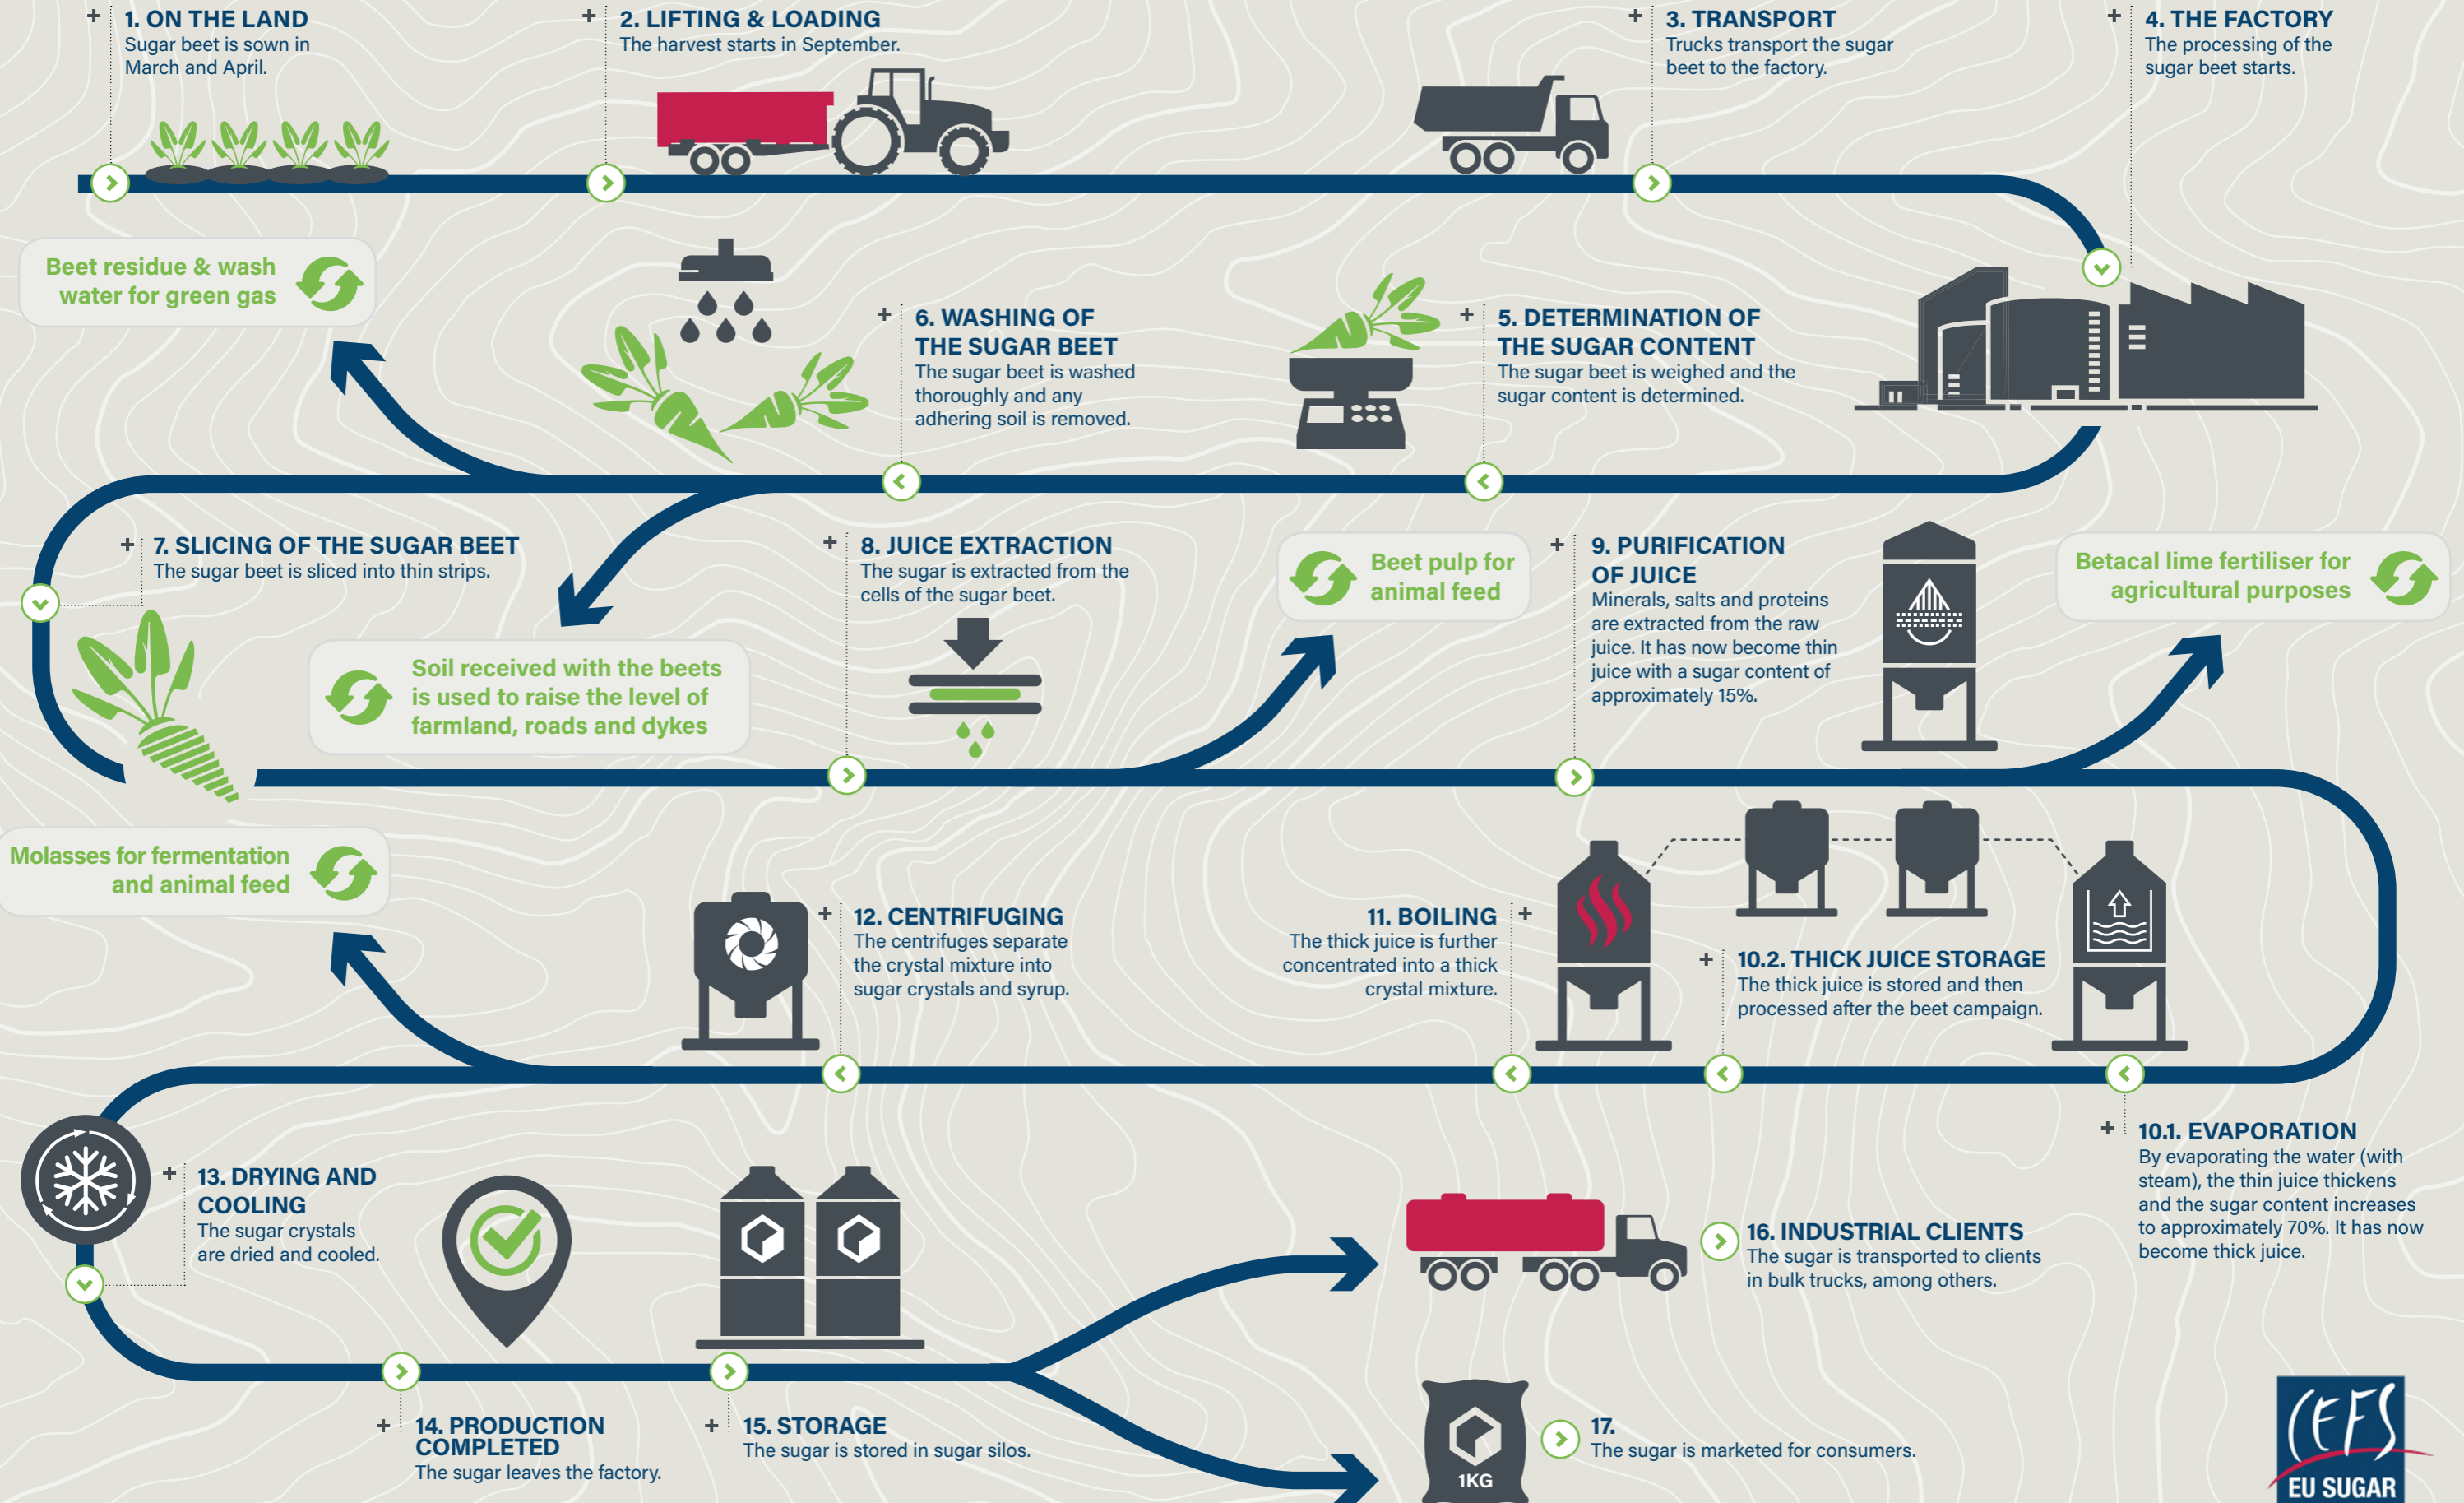 1. ON THE LAND
Sugar beet is sown in
March and April.
2. LIFTING & LOADING
The harvest starts in September.
3. TRANSPORT
Trucks transport the sugar
beet to the factory.
4. THE FACTORY
The processing of the
sugar beet starts.
Beet residue & wash
water for green gas
6. WASHING OF
THE SUGAR BEET
The sugar beet is washed
thoroughly and any
adhering soil is removed.
5. DETERMINATION OF
THE SUGAR CONTENT
The sugar beet is weighed and the
sugar content is determined.
7. SLICING OF THE SUGAR BEET
The sugar beet is sliced into thin strips.
Soil received with the beets
is used to raise the level of
farmland, roads and dykes
8. JUICE EXTRACTION
The sugar is extracted from the
cells of the sugar beet.
Beet pulp for
animal feed
9. PURIFICATION
OF JUICE
Minerals, salts and proteins
are extracted from the raw
juice. It has now become thin
juice with a sugar content of
approximately 15%.
Betacal lime fertiliser for
agricultural purposes
Molasses for fermentation
and animal feed
12. CENTRIFUGING
The centrifuges separate
the crystal mixture into
sugar crystals and syrup.
11. BOILING
The thick juice is further
concentrated into a thick
crystal mixture.
10.2. THICK JUICE STORAGE
The thick juice is stored and then
processed after the beet campaign.
10.1. EVAPORATION
By evaporating the water (with
steam), the thin juice thickens
and the sugar content increases
to approximately 70%. It has now
become thick juice.
13. DRYING AND
COOLING
The sugar crystals
are dried and cooled.
14. PRODUCTION
COMPLETED
The sugar leaves the factory.
15. STORAGE
The sugar is stored in sugar silos.
16. INDUSTRIAL CLIENTS
The sugar is transported to clients
in bulk trucks, among others.
1KG
17.
The sugar is marketed for consumers.
CEFS
EU SUGAR